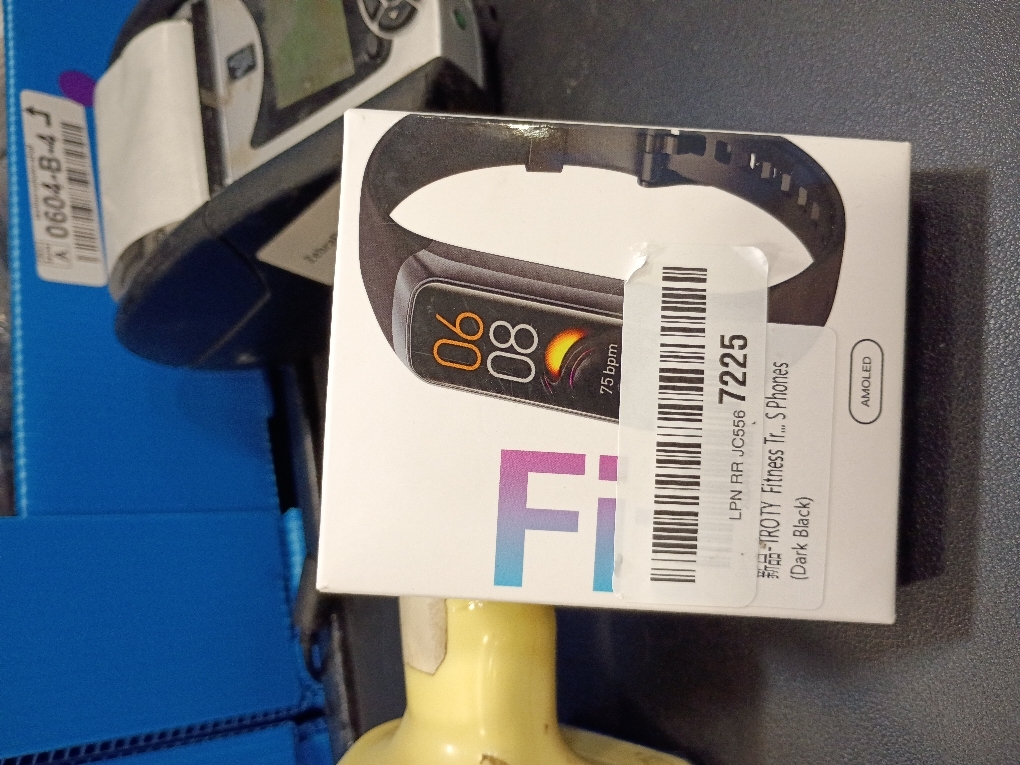 06
08
75 bpm
Fi
LPN RR JC556 7225
新品-TROTY Fitness Tr... S Phones
(Dark Black)
AMOLED
A 0604-B-4